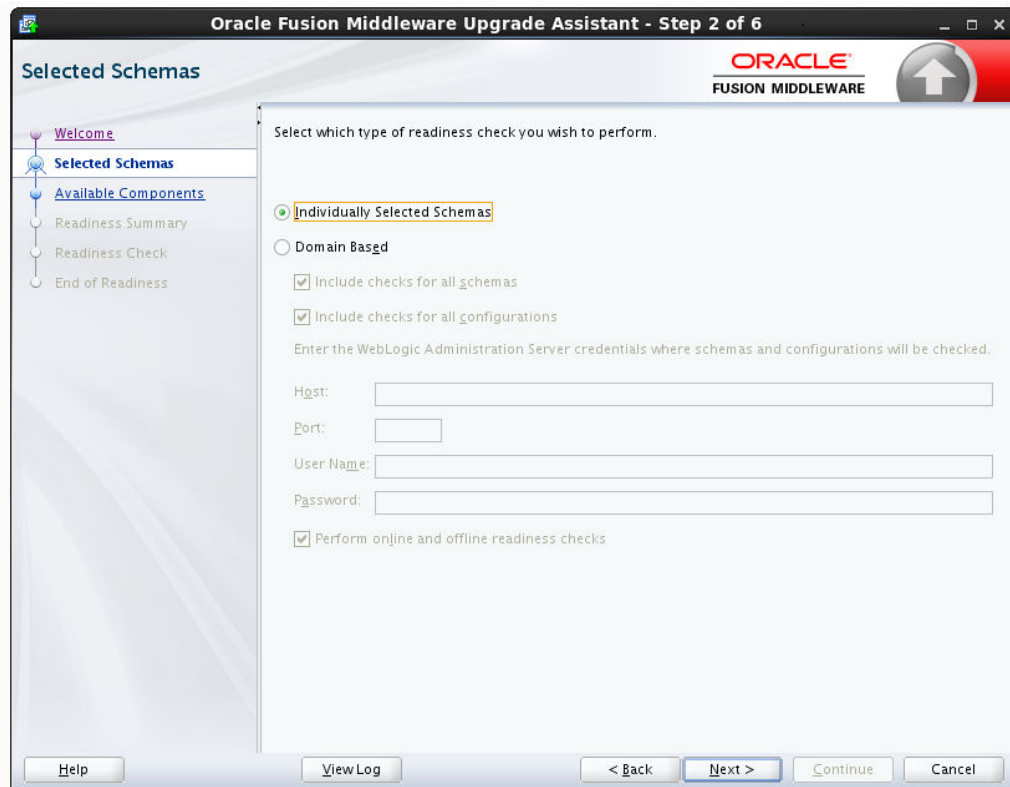 Oracle Fusion Middleware Upgrade Assistant - Step 2 of 6
Selected Schemas
ORACLE
FUSION MIDDLEWARE
Welcome
Selected Schemas
Available Components
Readiness Summary
Readiness Check
End of Readiness
Select which type of readiness check you wish to perform.
Individually Selected Schemas
Domain Based
Include checks for all schemas
Include checks for all configurations
Enter the WebLogic Administration Server credentials where schemas and configurations will be checked.
Host:
Port:
User Name:
Password:
Perform online and offline readiness checks
Help
View Log
< Back
Next >
Continue
Cancel